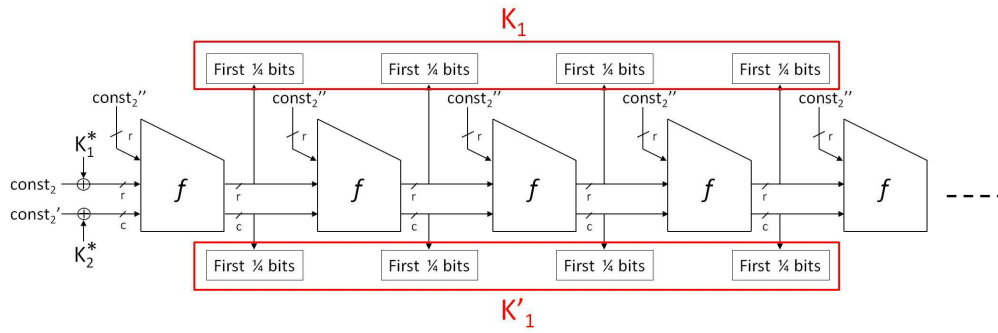 K₁
First ¼ bits First ¼ bits First ¼ bits First ¼ bits
const₂'' const₂'' const₂'' const₂'' const₂''
r r r r r
K₁*
const₂ r f r f r f r f r f
const₂' c c c c c
K₂*
First ¼ bits First ¼ bits First ¼ bits First ¼ bits
K'₁